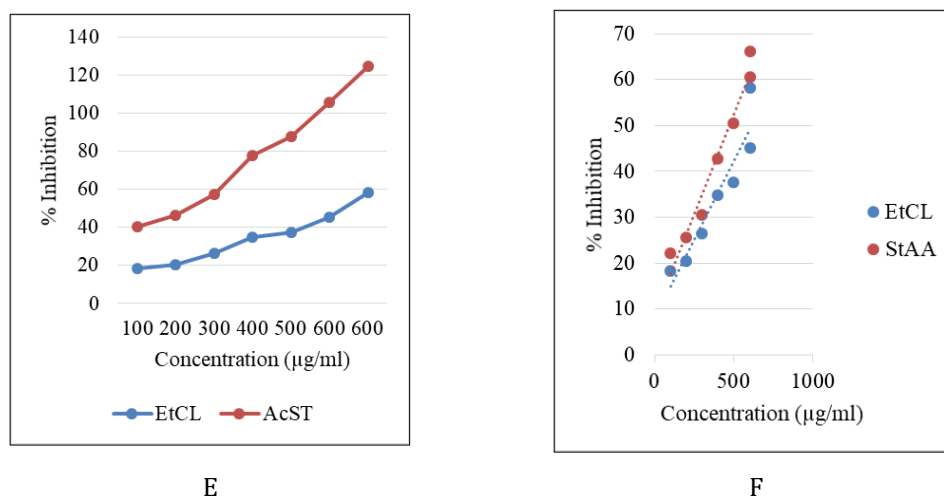 140
120
100
80
60
40
20
0
% Inhibition
100 200 300 400 500 600 600
Concentration (µg/ml)
EtCL AcST
E
70
60
50
40
30
20
10
0
% Inhibition
0 500 1000
Concentration (µg/ml)
EtCL
StAA
F